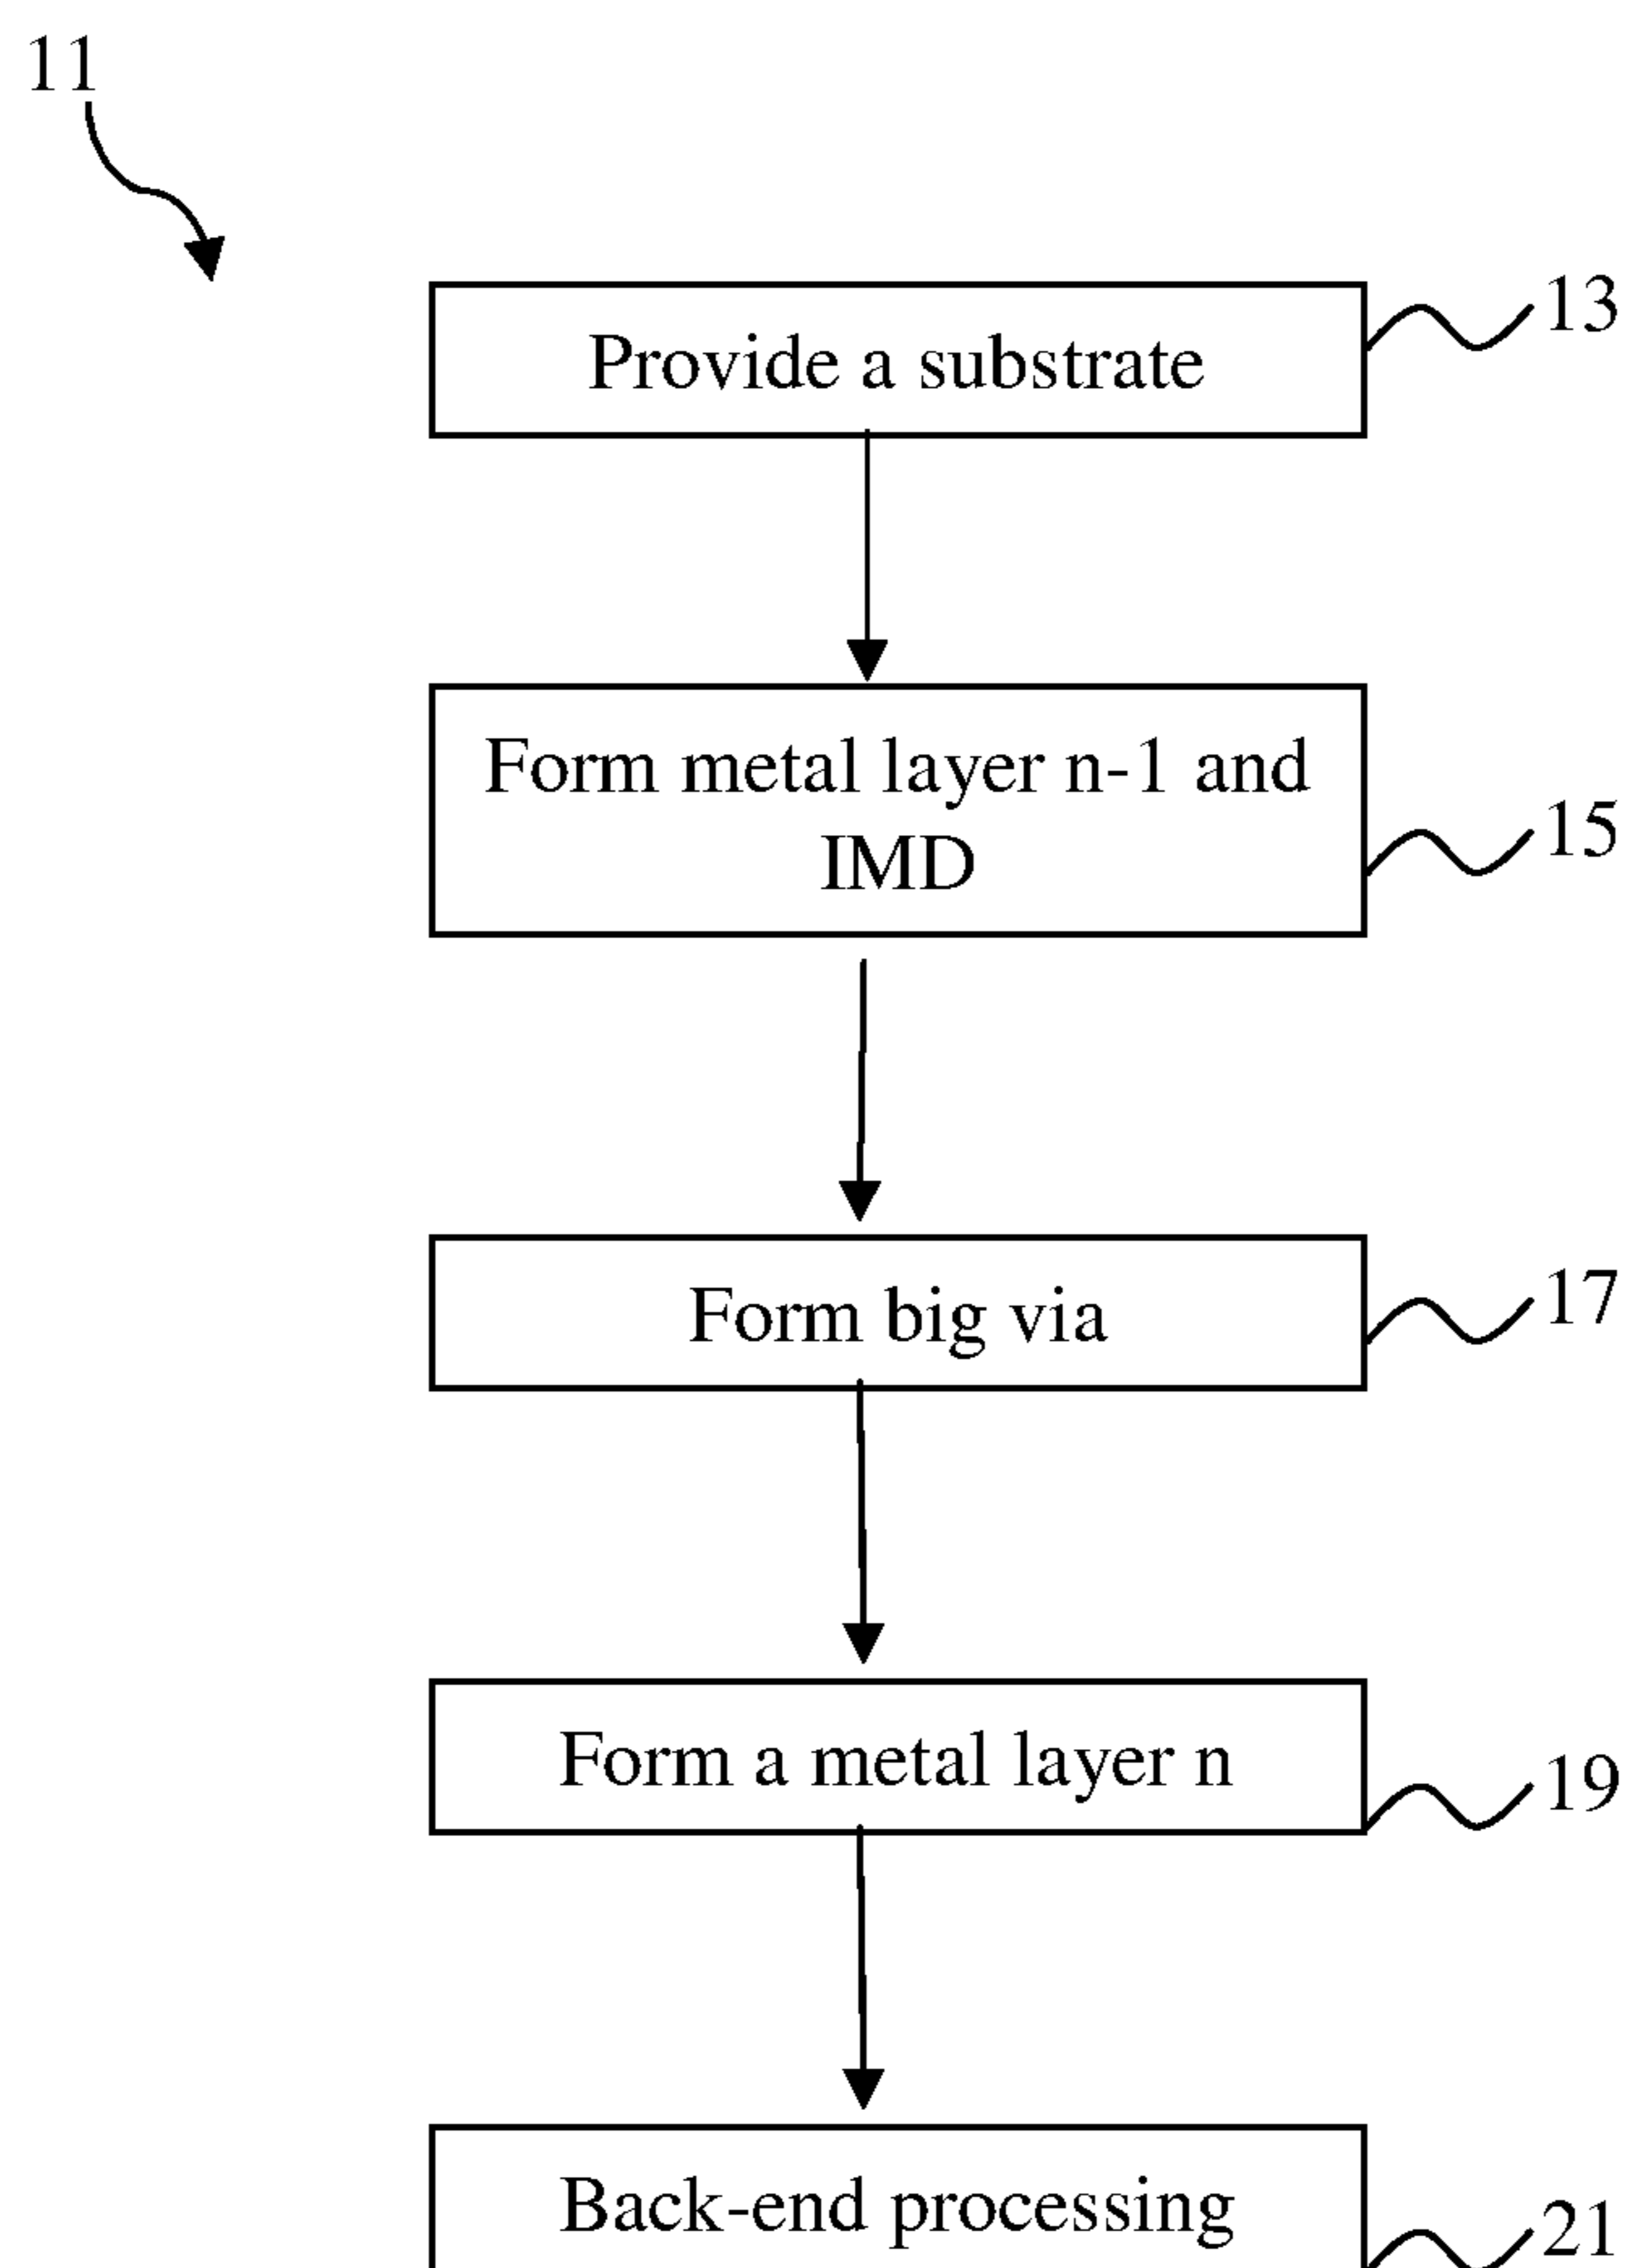 11
Provide a substrate
13
Form metal layer n-1 and
IMD
15
Form big via
17
Form a metal layer n
19
Back-end processing
21